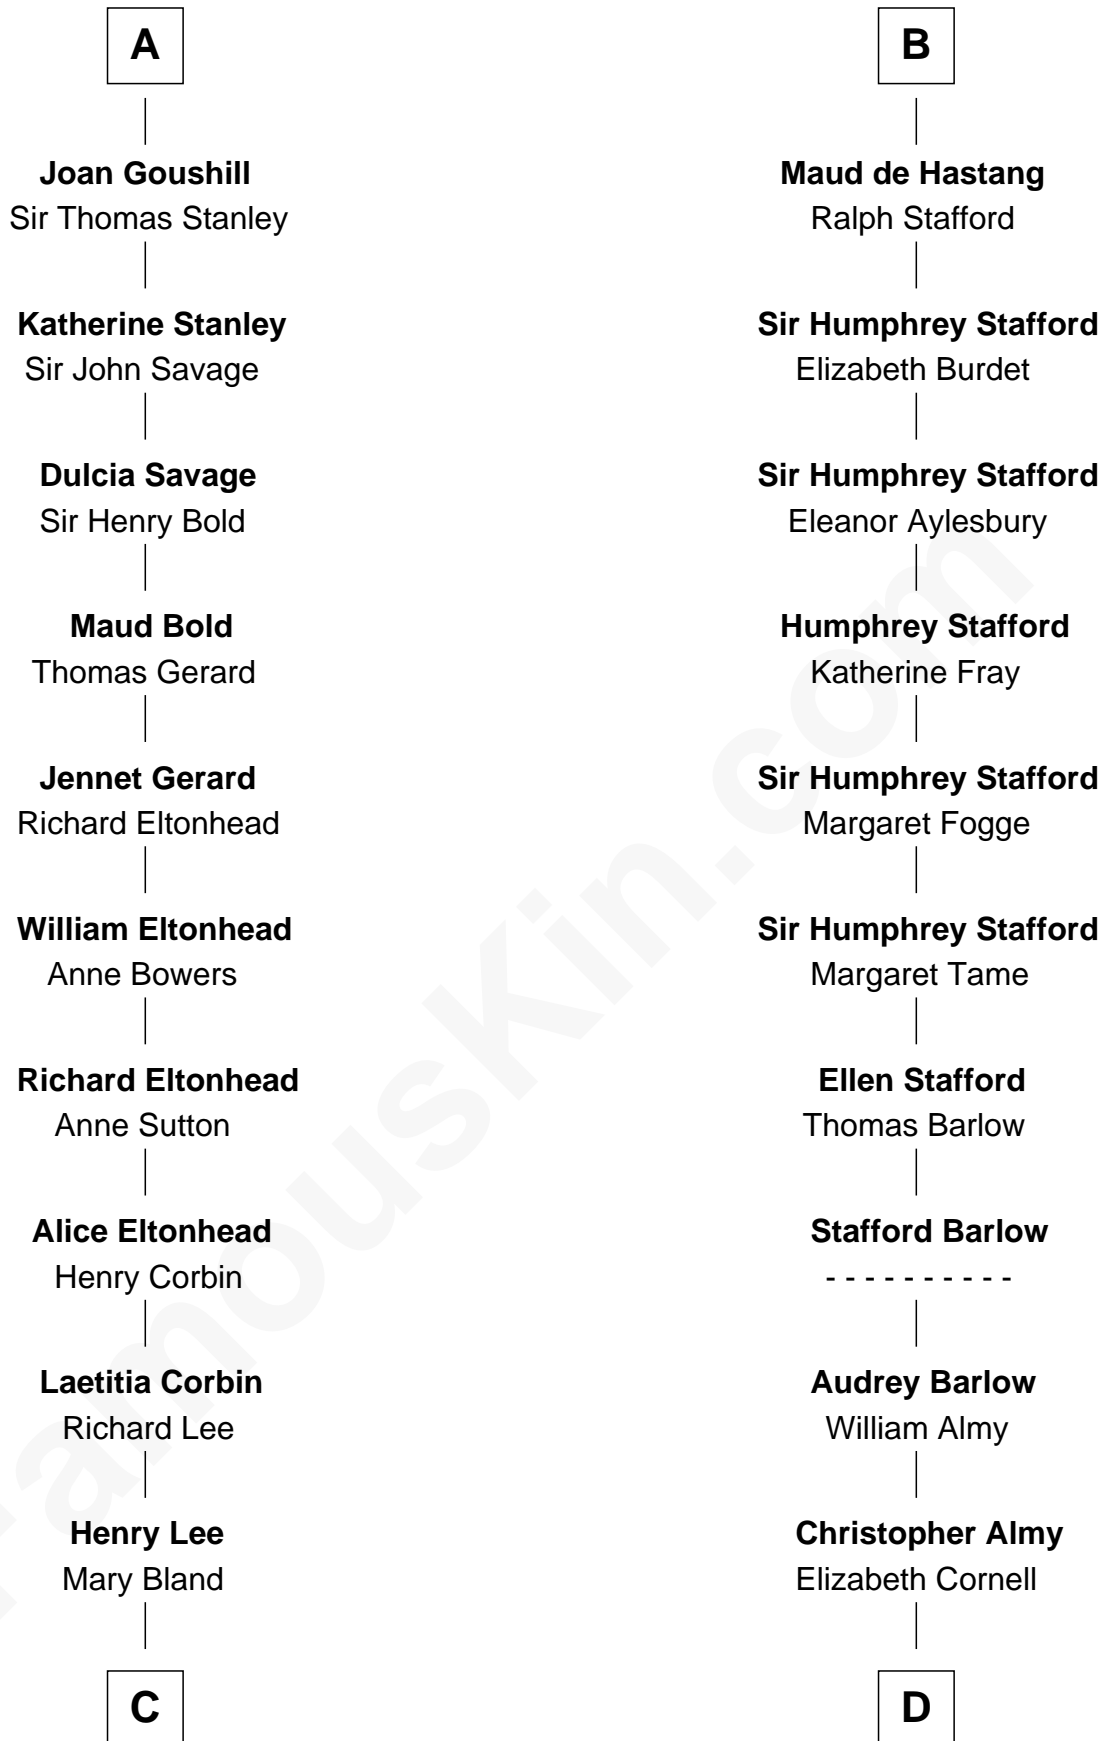 A
Joan Goushill
Sir Thomas Stanley
Katherine Stanley
Sir John Savage
Dulcia Savage
Sir Henry Bold
Maud Bold
Thomas Gerard
Jennet Gerard
Richard Eltonhead
William Eltonhead
Anne Bowers
Richard Eltonhead
Anne Sutton
Alice Eltonhead
Henry Corbin
Laetitia Corbin
Richard Lee
Henry Lee
Mary Bland
C
B
Maud de Hastang
Ralph Stafford
Sir Humphrey Stafford
Elizabeth Burdet
Sir Humphrey Stafford
Eleanor Aylesbury
Humphrey Stafford
Katherine Fray
Sir Humphrey Stafford
Margaret Fogge
Sir Humphrey Stafford
Margaret Tame
Ellen Stafford
Thomas Barlow
Stafford Barlow
- - - - - - - - - -
Audrey Barlow
William Almy
Christopher Almy
Elizabeth Cornell
D
FamousKin.com